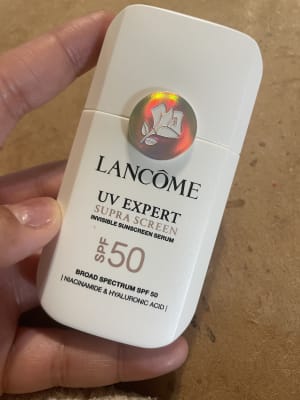 LANCÔME
UV EXPERT
SUPRA SCREEN
INVISIBLE SUNSCREEN SERUM
SPF 50
BROAD SPECTRUM SPF 50
| NIACINAMIDE & HYALURONIC ACID |